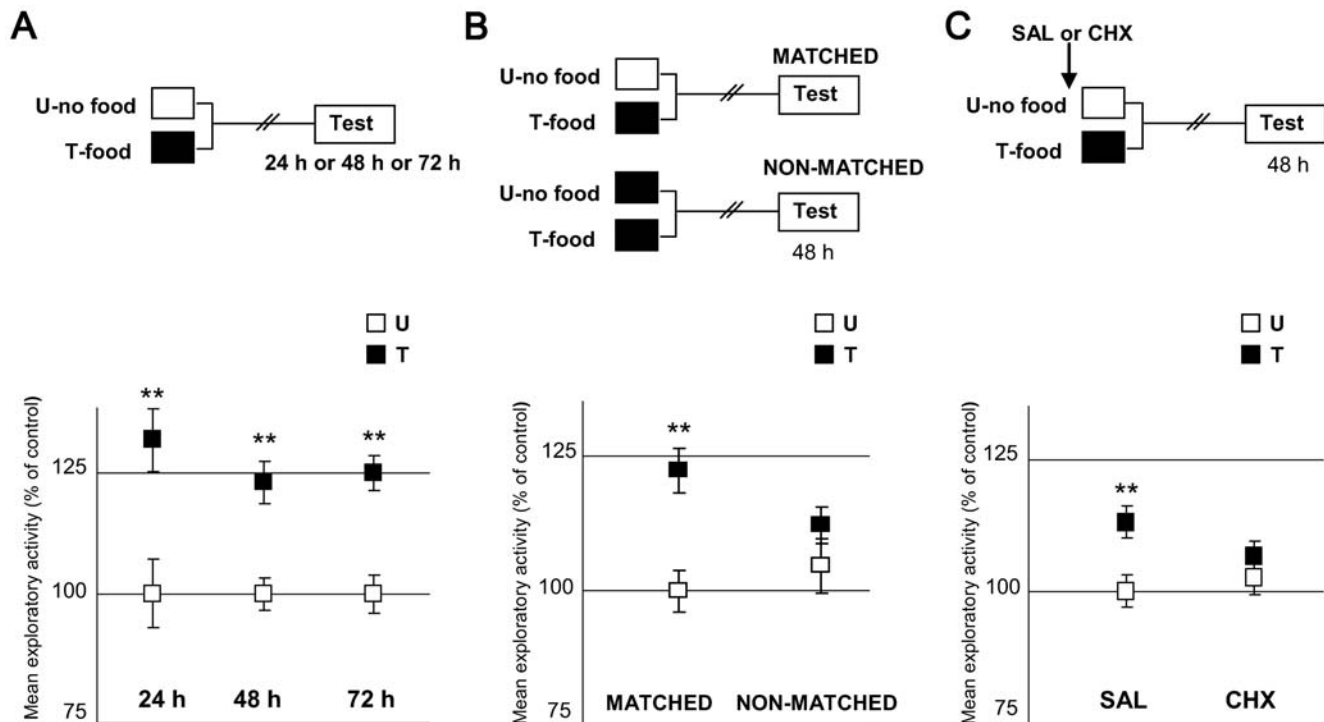 A
U-no food
T-food
Test
24 h or 48 h or 72 h
U
T
Mean exploratory activity (% of control)
**
**
**
125
100
75
24 h
48 h
72 h
B
MATCHED
U-no food
T-food
Test
NON-MATCHED
U-no food
T-food
Test
48 h
U
T
Mean exploratory activity (% of control)
**
125
100
75
MATCHED
NON-MATCHED
C
SAL or CHX
U-no food
T-food
Test
48 h
U
T
Mean exploratory activity (% of control)
**
125
100
75
SAL
CHX